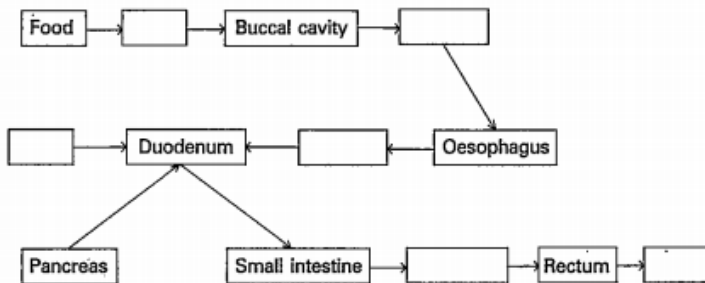 Food
Buccal cavity
Duodenum
Oesophagus
Pancreas
Small intestine
Rectum